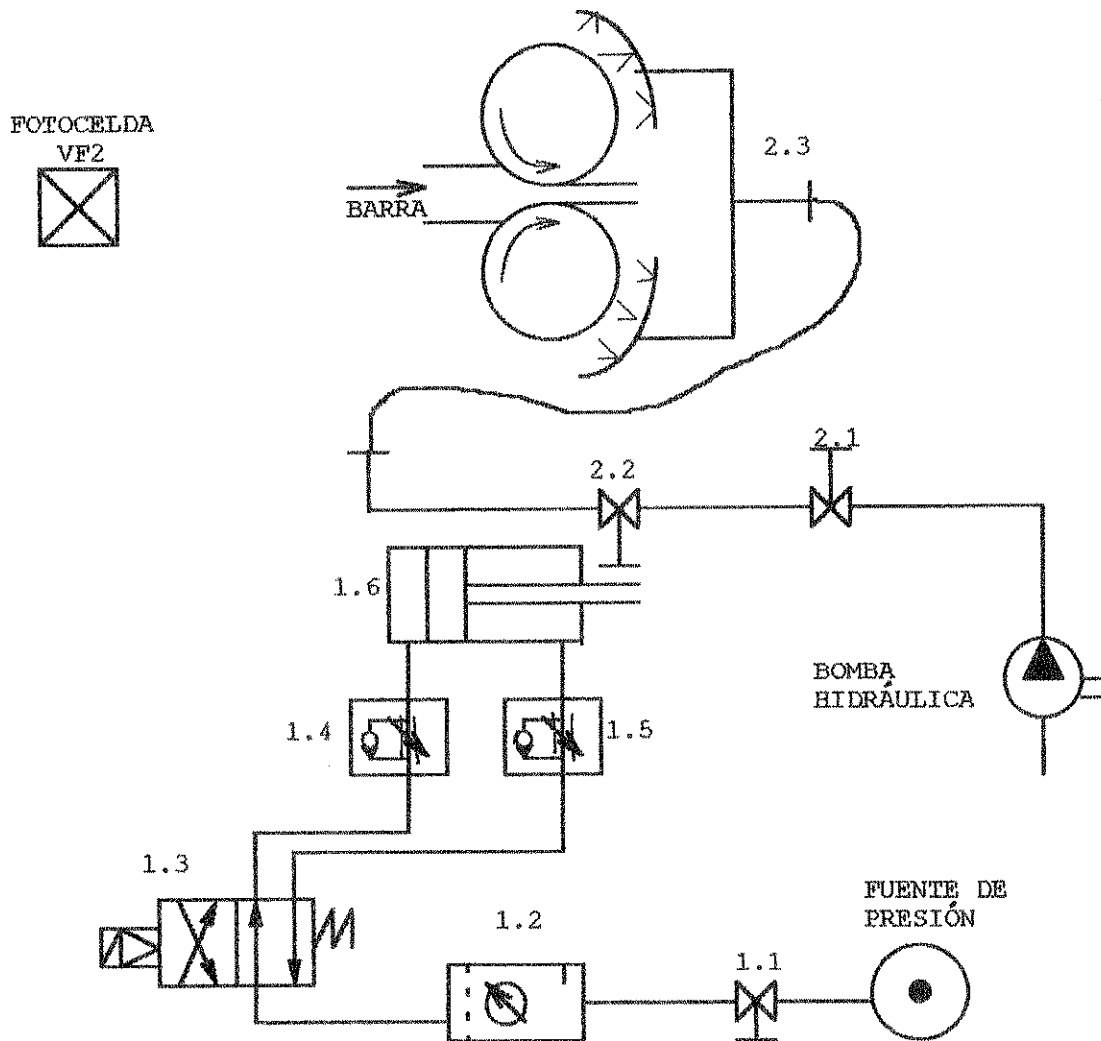 FOTOCELDA
VF2
BARRA
2.3
2.2
2.1
1.6
BOMBA
HIDRÁULICA
1.4
1.5
1.3
1.2
FUENTE DE
PRESIÓN
1.1